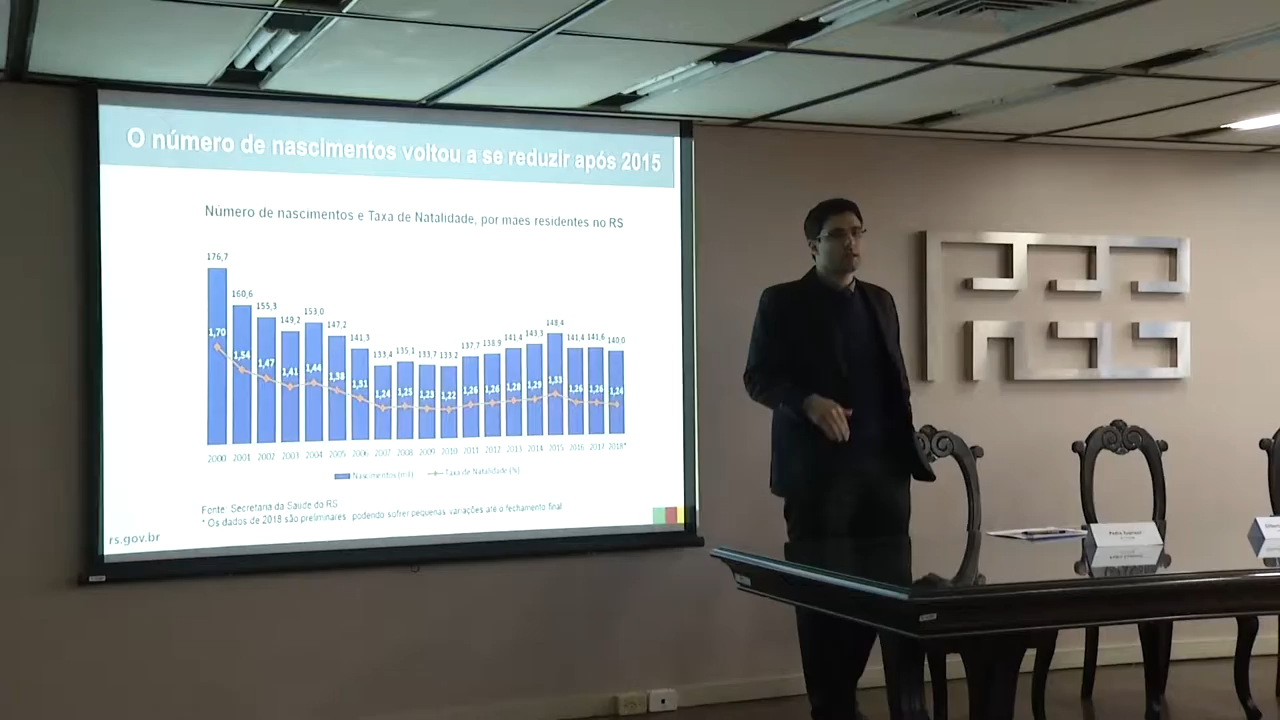 O número de nascimentos voltou a se reduzir após 2015
Número de nascimentos e Taxa de Natalidade, por mães residentes no RS
176,7 160,6 155,3 149,2 153,0 147,2 141,3 133,4 135,1 133,7 133,2 137,7 138,9 141,4 143,3 148,4 141,4 141,6 140,0
1,70 1,54 1,47 1,41 1,44 1,38 1,31 1,24 1,25 1,23 1,22 1,26 1,26 1,28 1,29 1,33 1,26 1,26 1,24
2000 2001 2002 2003 2004 2005 2006 2007 2008 2009 2010 2011 2012 2013 2014 2015 2016 2017 2018*
Nascimentos (mil) Taxa de Natalidade (%)
Fonte: Secretaria da Saúde do RS
* Os dados de 2018 são preliminares podendo sofrer pequenas variações até o fechamento final
rs.gov.br
Pedro